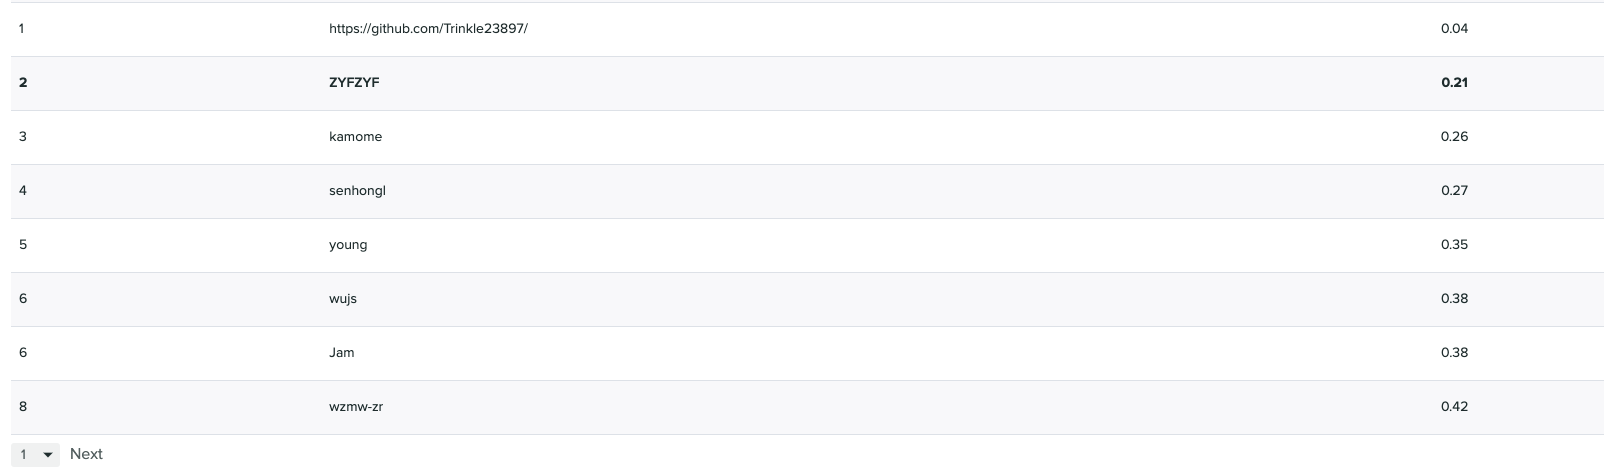 1 https://github.com/Trinkle23897/ 0.04
2 ZYFZYF 0.21
3 kamome 0.26
4 senhongl 0.27
5 young 0.35
6 wujs 0.38
6 Jam 0.38
8 wzmw-zr 0.42
1 Next